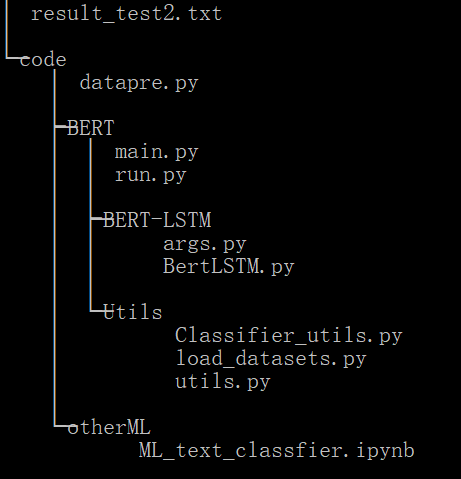 result_test2.txt
code
datapre.py
BERT
main.py
run.py
BERT-LSTM
args.py
BertLSTM.py
Utils
Classifier_utils.py
load_datasets.py
utils.py
otherML
ML_text_classfier.ipynb